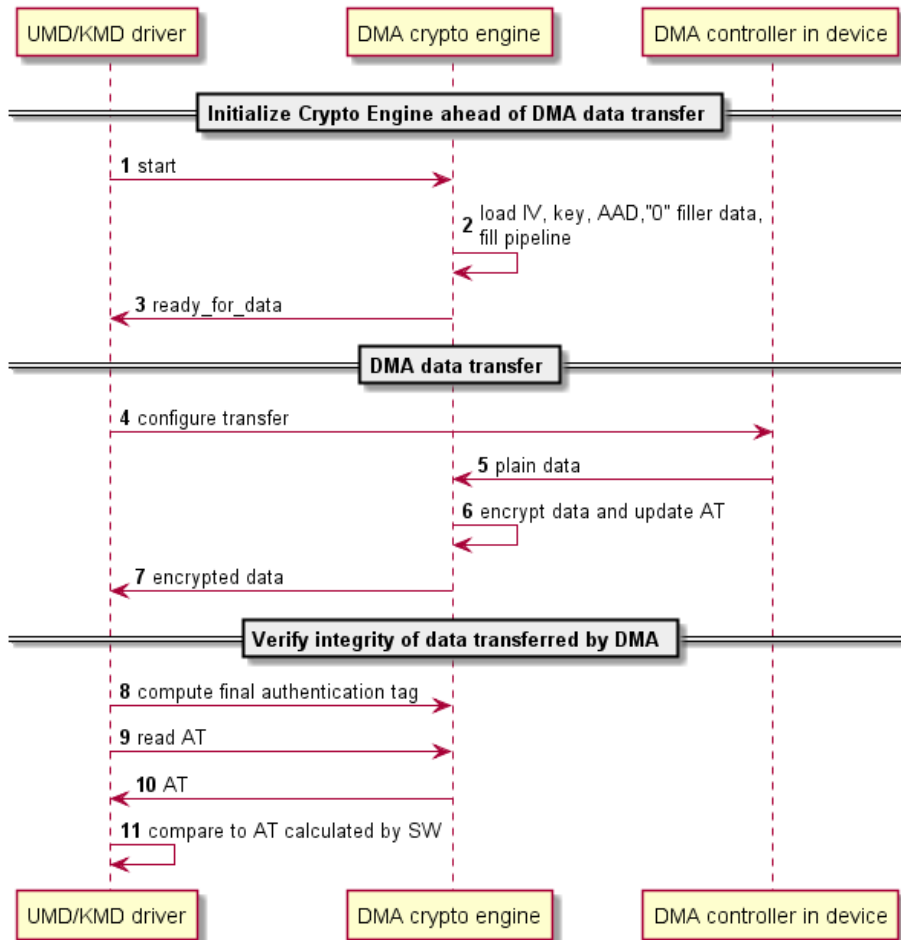 UMD/KMD driver
DMA crypto engine
DMA controller in device
Initialize Crypto Engine ahead of DMA data transfer
1 start
2 load IV, key, AAD,"0" filler data,
fill pipeline
3 ready_for_data
DMA data transfer
4 configure transfer
5 plain data
6 encrypt data and update AT
7 encrypted data
Verify integrity of data transferred by DMA
8 compute final authentication tag
9 read AT
10 AT
11 compare to AT calculated by SW
UMD/KMD driver
DMA crypto engine
DMA controller in device